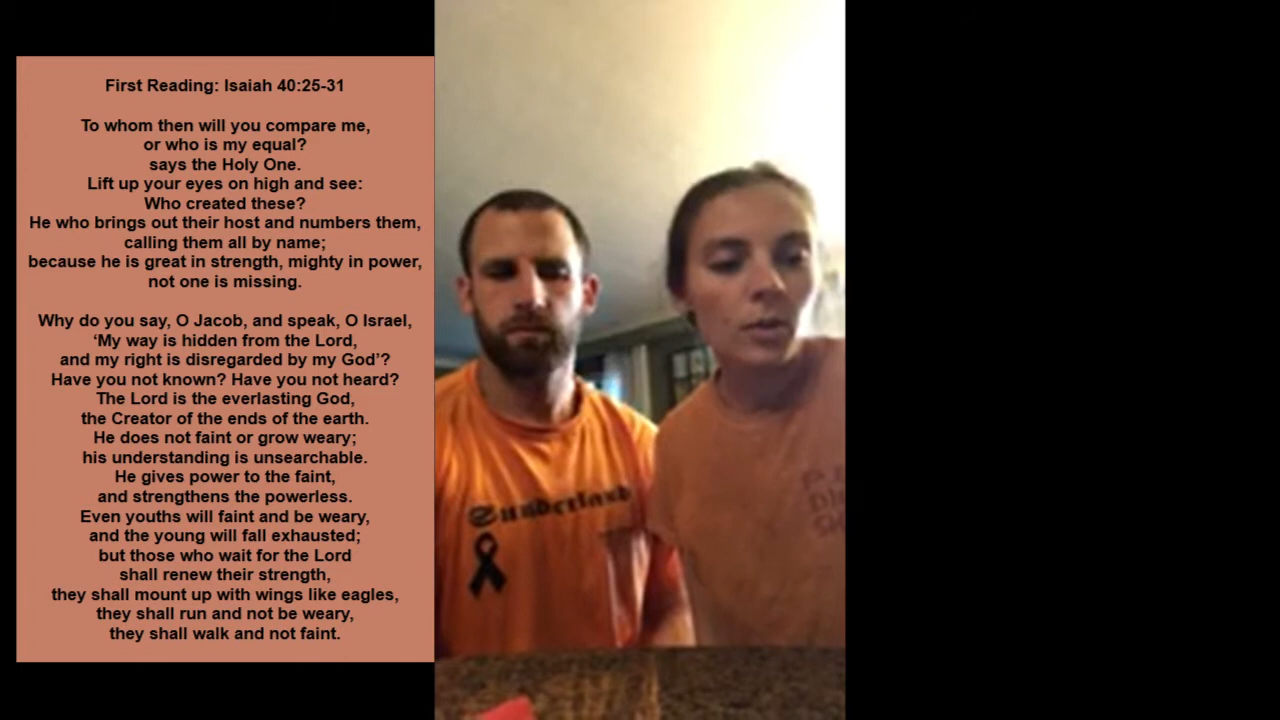 First Reading: Isaiah 40:25-31
To whom then will you compare me,
or who is my equal?
says the Holy One.
Lift up your eyes on high and see:
Who created these?
He who brings out their host and numbers them,
calling them all by name;
because he is great in strength, mighty in power,
not one is missing.
Why do you say, O Jacob, and speak, O Israel,
‘My way is hidden from the Lord,
and my right is disregarded by my God’?
Have you not known? Have you not heard?
The Lord is the everlasting God,
the Creator of the ends of the earth.
He does not faint or grow weary;
his understanding is unsearchable.
He gives power to the faint,
and strengthens the powerless.
Even youths will faint and be weary,
and the young will fall exhausted;
but those who wait for the Lord
shall renew their strength,
they shall mount up with wings like eagles,
they shall run and not be weary,
they shall walk and not faint.
Sunderland